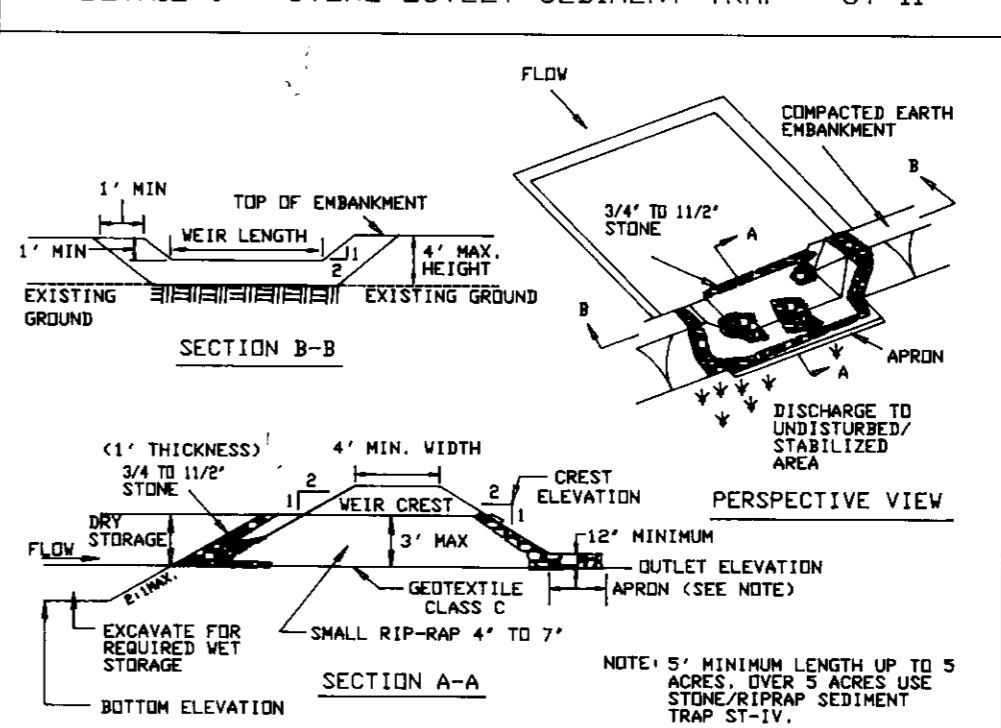 FLOW
COMPACTED EARTH
EMBANKMENT
B
3/4" TO 11/2"
STONE
A
B
APRON
A
DISCHARGE TO
UNDISTURBED/
STABILIZED
AREA
PERSPECTIVE VIEW
1' MIN
TOP OF EMBANKMENT
WEIR LENGTH
1' MIN
1
2
4' MAX.
HEIGHT
EXISTING
GROUND
EXISTING GROUND
SECTION B-B
(1' THICKNESS)
3/4 TO 11/2"
STONE
4' MIN. WIDTH
2
1
WEIR CREST
2
1
CREST
ELEVATION
DRY
STORAGE
3' MAX
12" MINIMUM
FLOW
OUTLET ELEVATION
2:1MAX.
GEOTEXTILE
CLASS C
APRON (SEE NOTE)
EXCAVATE FOR
REQUIRED WET
STORAGE
SMALL RIP-RAP 4" TO 7"
SECTION A-A
BOTTOM ELEVATION
NOTE: 5' MINIMUM LENGTH UP TO 5
ACRES, OVER 5 ACRES USE
STONE/RIPRAP SEDIMENT
TRAP ST-IV.